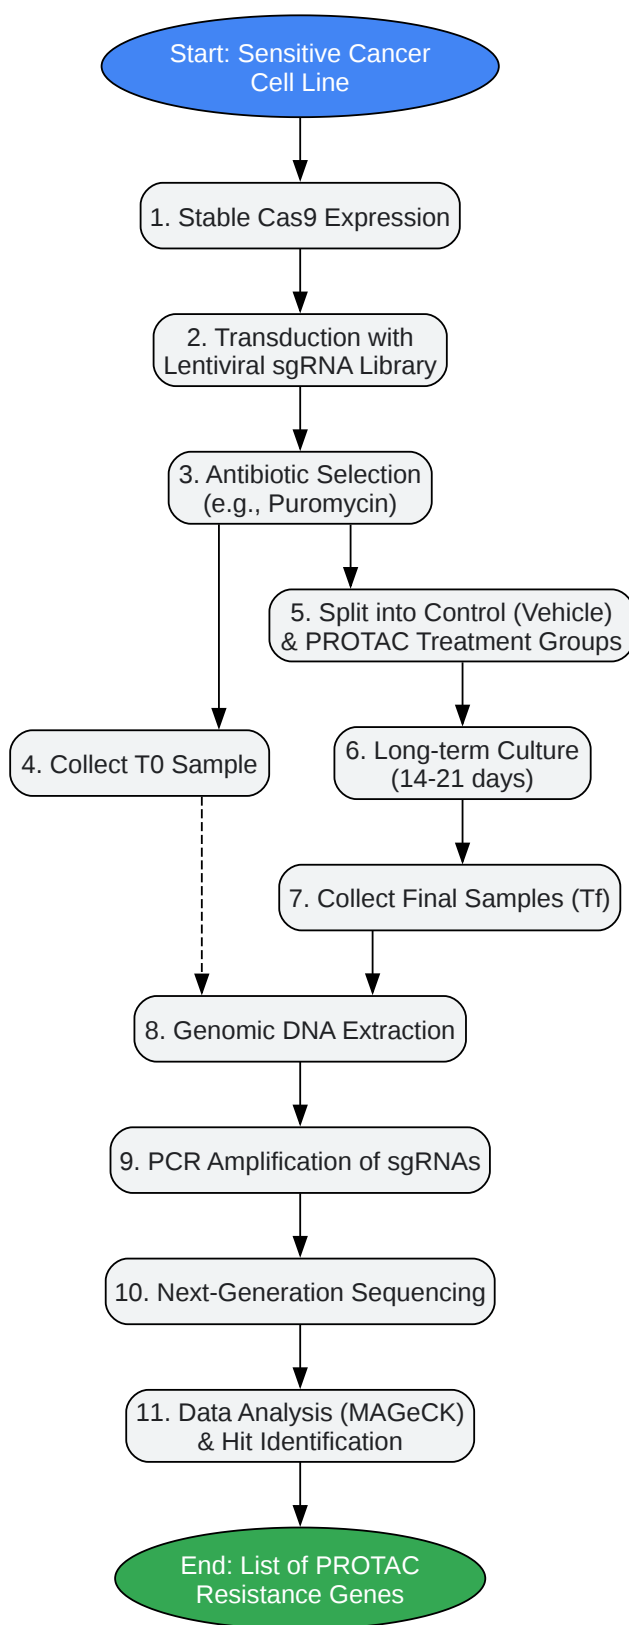 Start: Sensitive Cancer
Cell Line
1. Stable Cas9 Expression
2. Transduction with
Lentiviral sgRNA Library
3. Antibiotic Selection
(e.g., Puromycin)
5. Split into Control (Vehicle)
& PROTAC Treatment Groups
4. Collect T0 Sample
6. Long-term Culture
(14-21 days)
7. Collect Final Samples (Tf)
8. Genomic DNA Extraction
9. PCR Amplification of sgRNAs
10. Next-Generation Sequencing
11. Data Analysis (MAGeCK)
& Hit Identification
End: List of PROTAC
Resistance Genes